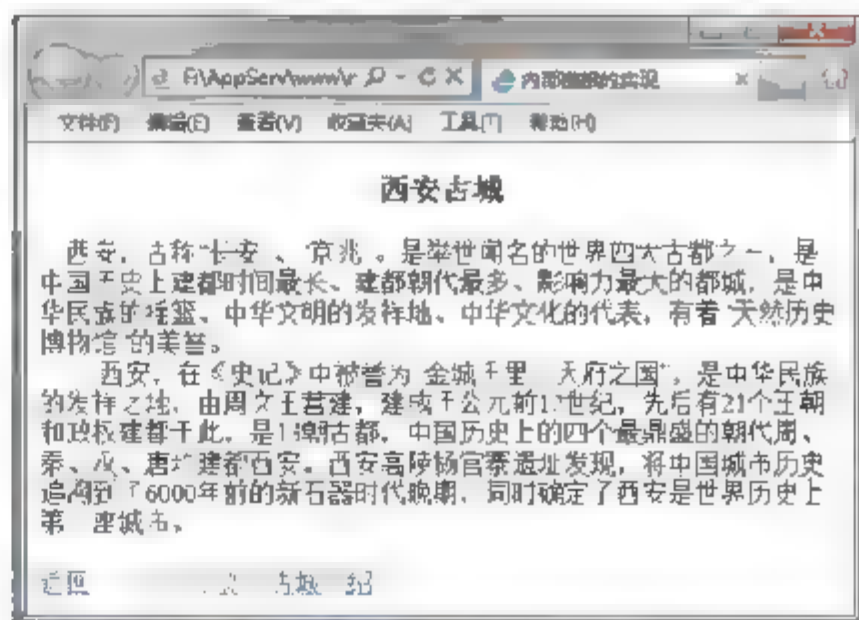 F:\AppServ\www\r
内部链接的实现
文件(F) 编辑(E) 查看(V) 收藏夹(A) 工具(T) 帮助(H)
西安古城
西安，古称"长安"、"京兆"。是举世闻名的世界四大古都之一，是
中国历史上建都时间最长、建都朝代最多、影响力最大的都城，是中
华民族的摇篮、中华文明的发祥地、中华文化的代表，有着"天然历史
博物馆"的美誉。
西安，在《史记》中被誉为"金城千里，天府之国"，是中华民族
的发祥之地，由周文王营建，建成于公元前12世纪，先后有21个王朝
和政权建都于此，是13朝古都，中国历史上的四个最鼎盛的朝代周、
秦、汉、唐均建都西安。西安高陵杨官寨遗址发现，将中国城市历史
追溯到了6000年前的新石器时代晚期，同时确定了西安是世界历史上
第 座城市。
返回 古城 绍